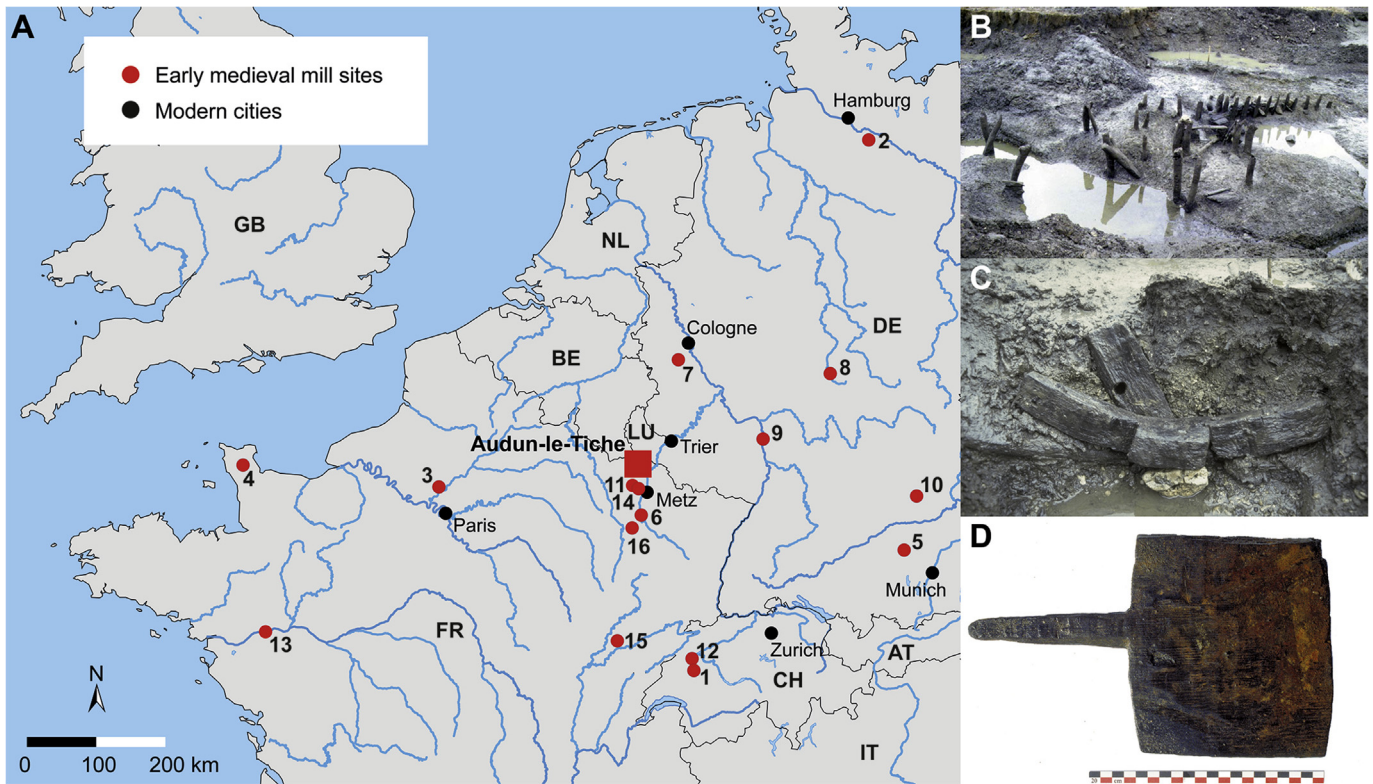 A
Early medieval mill sites
Modern cities
Hamburg
2
GB
NL
Cologne
DE
BE
7
8
LU
Audun-le-Tiche
Trier
9
4
3
11
14
Metz
10
Paris
6
16
5
Munich
13
FR
15
12
Zurich
1
CH
AT
N
IT
0 100 200 km
B
C
D
20 cm